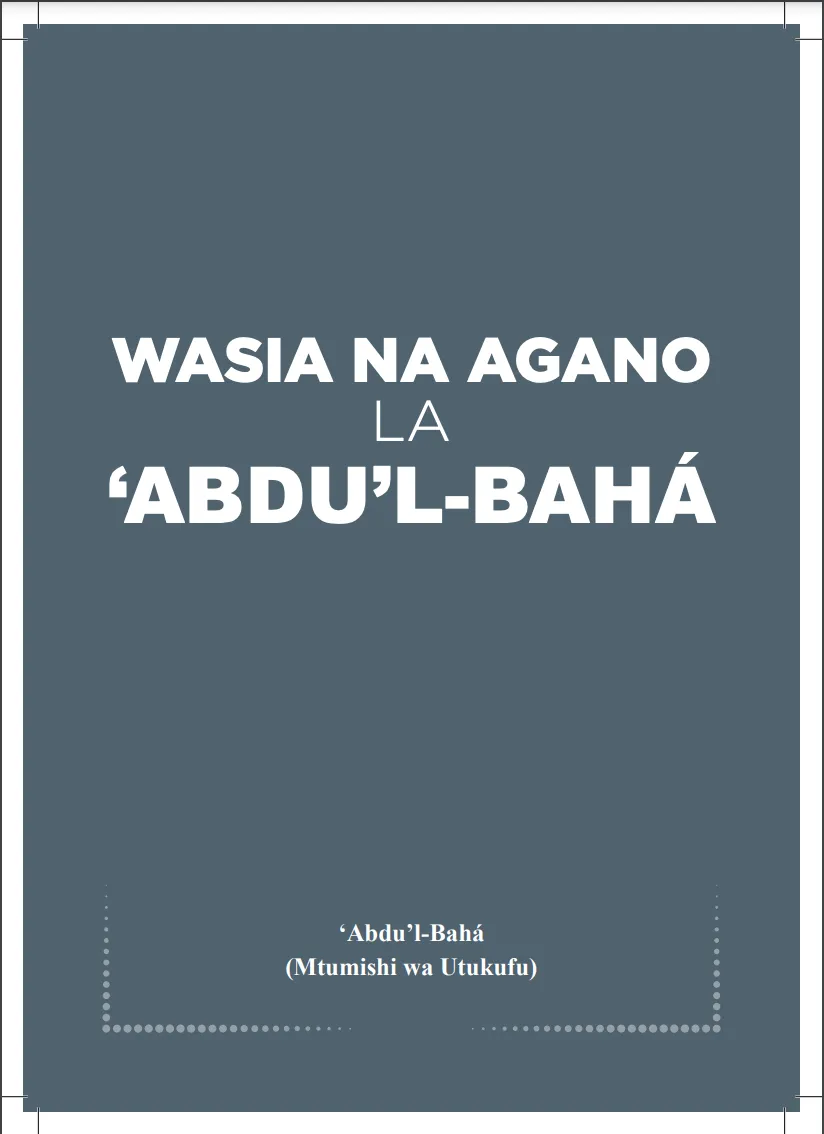 WASIA NA AGANO
LA
‘ABDU’L-BAHÁ
‘Abdu’l-Bahá
(Mtumishi wa Utukufu)